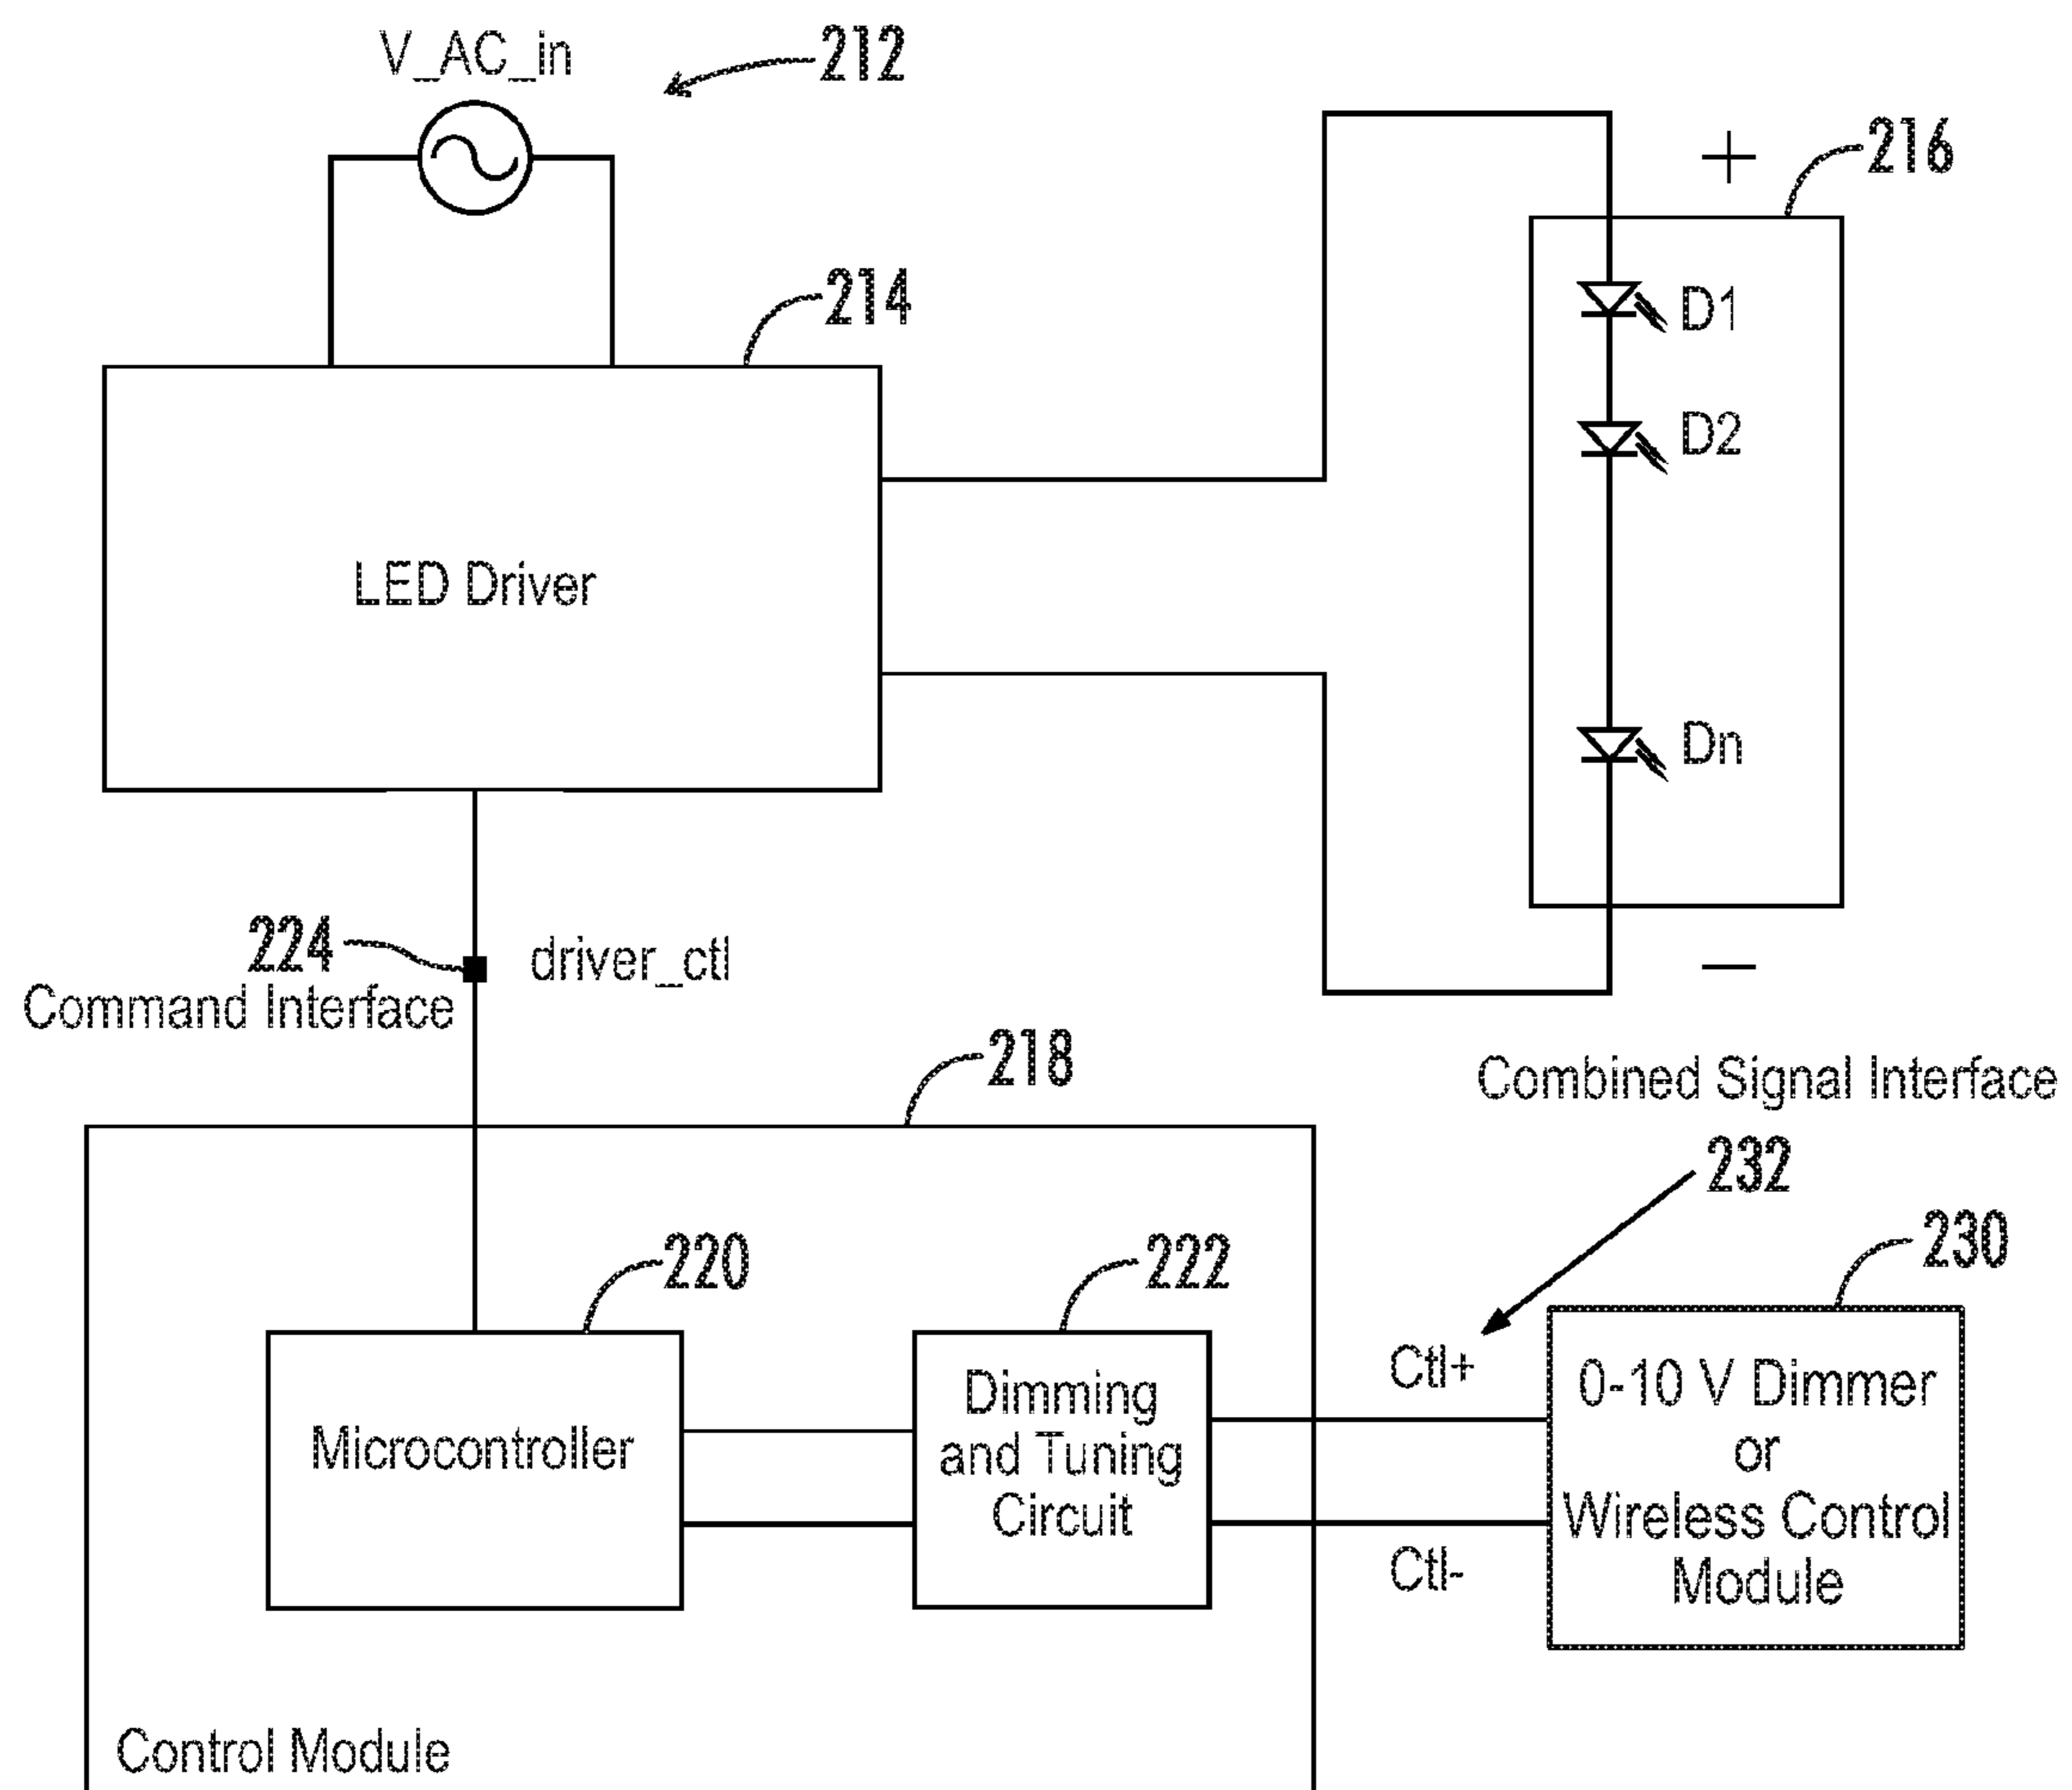 V_AC_in
212
216
214
D1
D2
LED Driver
Dn
+
224
driver_ctl
Command Interface
−
218
Combined Signal Interface
232
220
222
230
Ctl+
Microcontroller
Dimming
and Tuning
Circuit
0-10 V Dimmer
or
Wireless Control
Module
Ctl-
Control Module